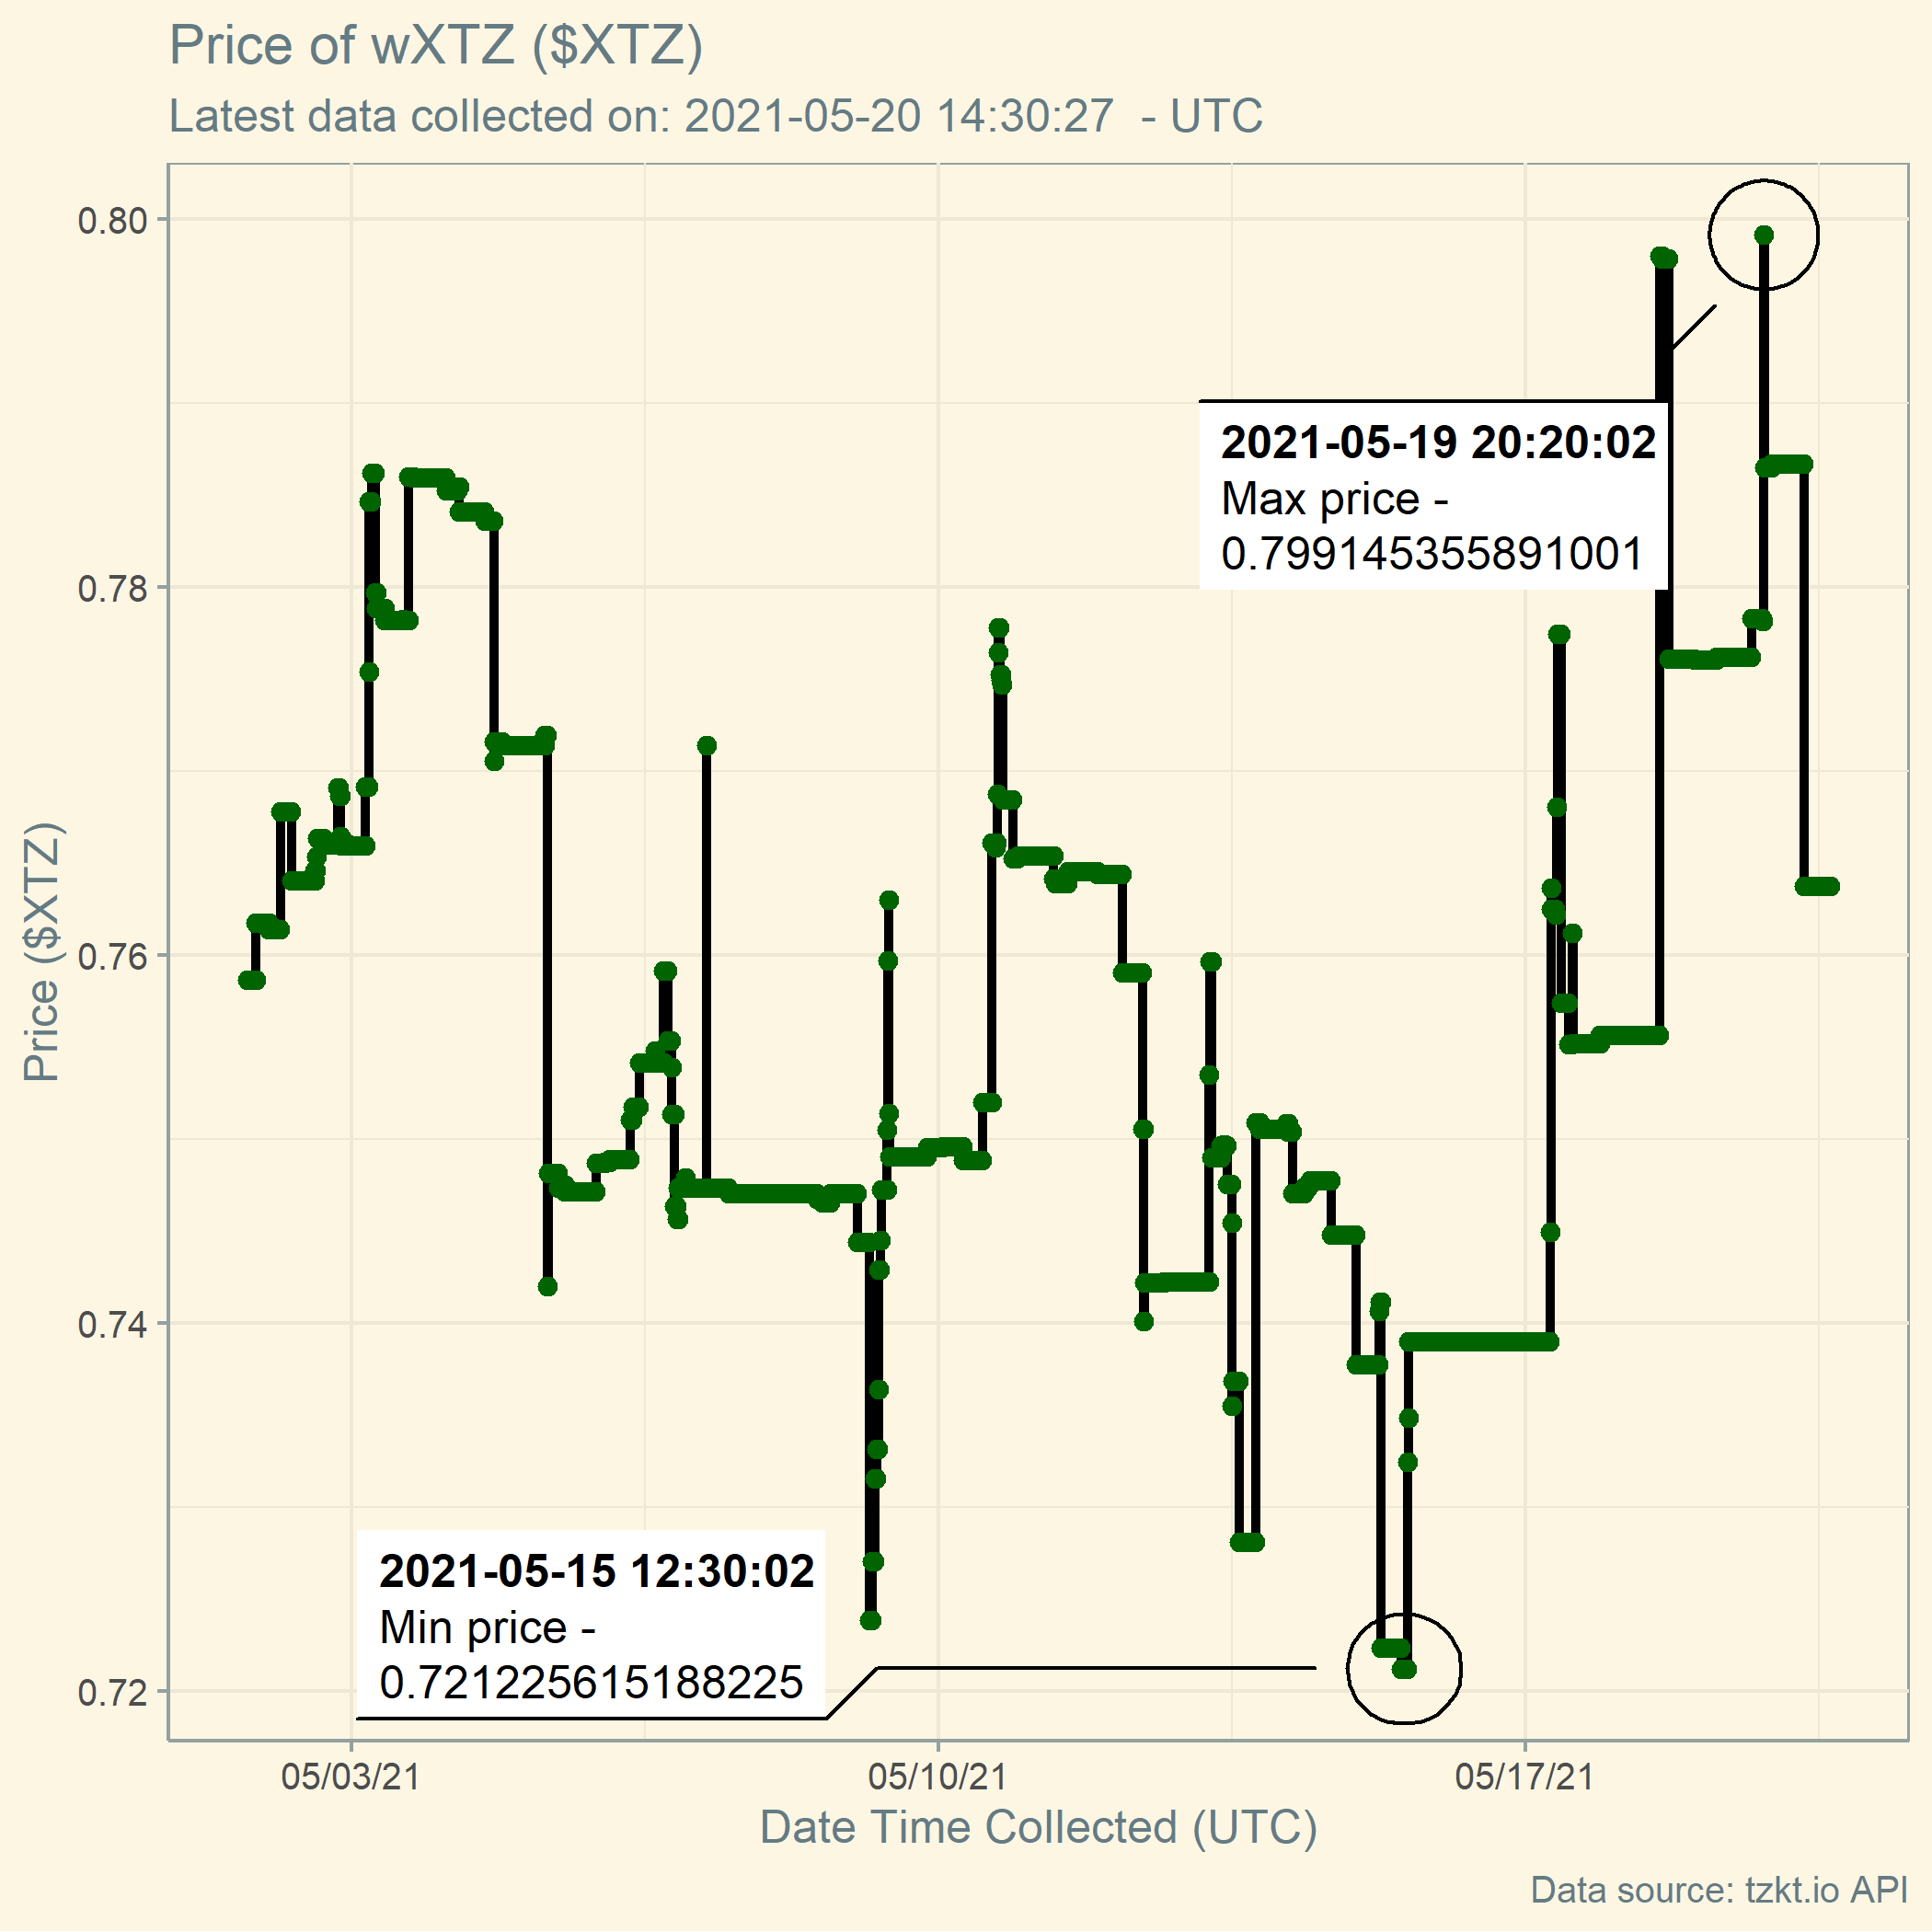 Price of wXTZ ($XTZ)
Latest data collected on: 2021-05-20 14:30:27  - UTC
0.80
0.78
0.76
0.74
0.72
Price ($XTZ)
2021-05-19 20:20:02
Max price -
0.799145355891001
2021-05-15 12:30:02
Min price -
0.721225615188225
05/03/21
05/10/21
05/17/21
Date Time Collected (UTC)
Data source: tzkt.io API